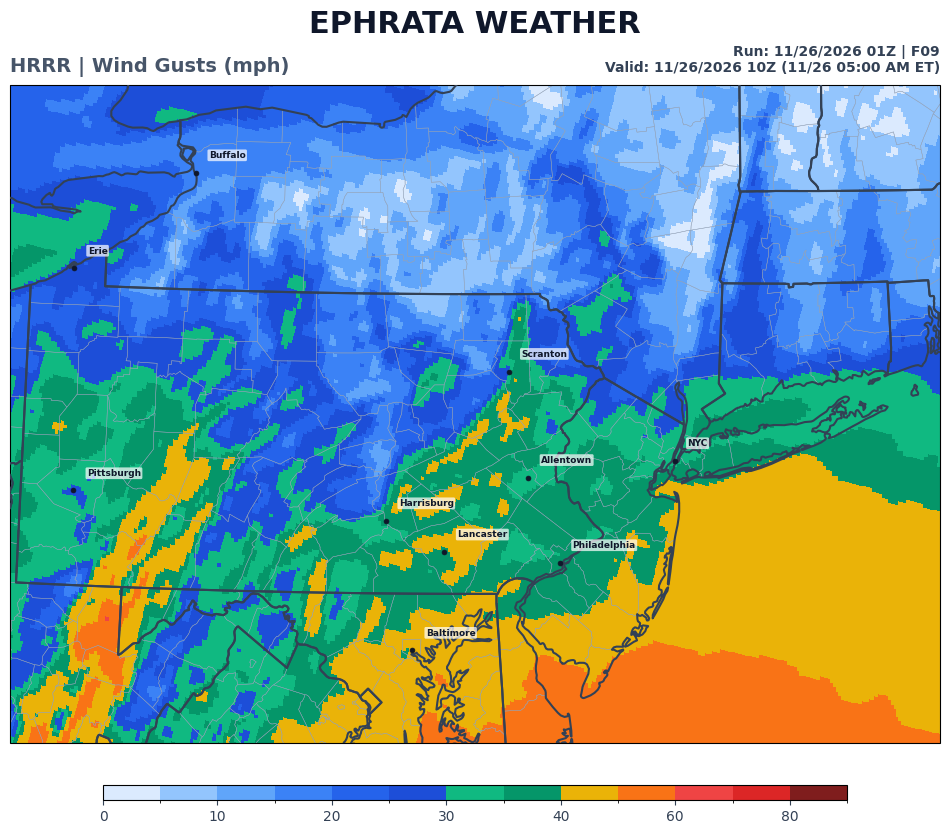 EPHRATA WEATHER
HRRR | Wind Gusts (mph)
Run: 11/26/2026 01Z | F09
Valid: 11/26/2026 10Z (11/26 05:00 AM ET)
Buffalo
Erie
Scranton
NYC
Allentown
Pittsburgh
Harrisburg
Lancaster
Philadelphia
Baltimore
0 10 20 30 40 50 60 70 80